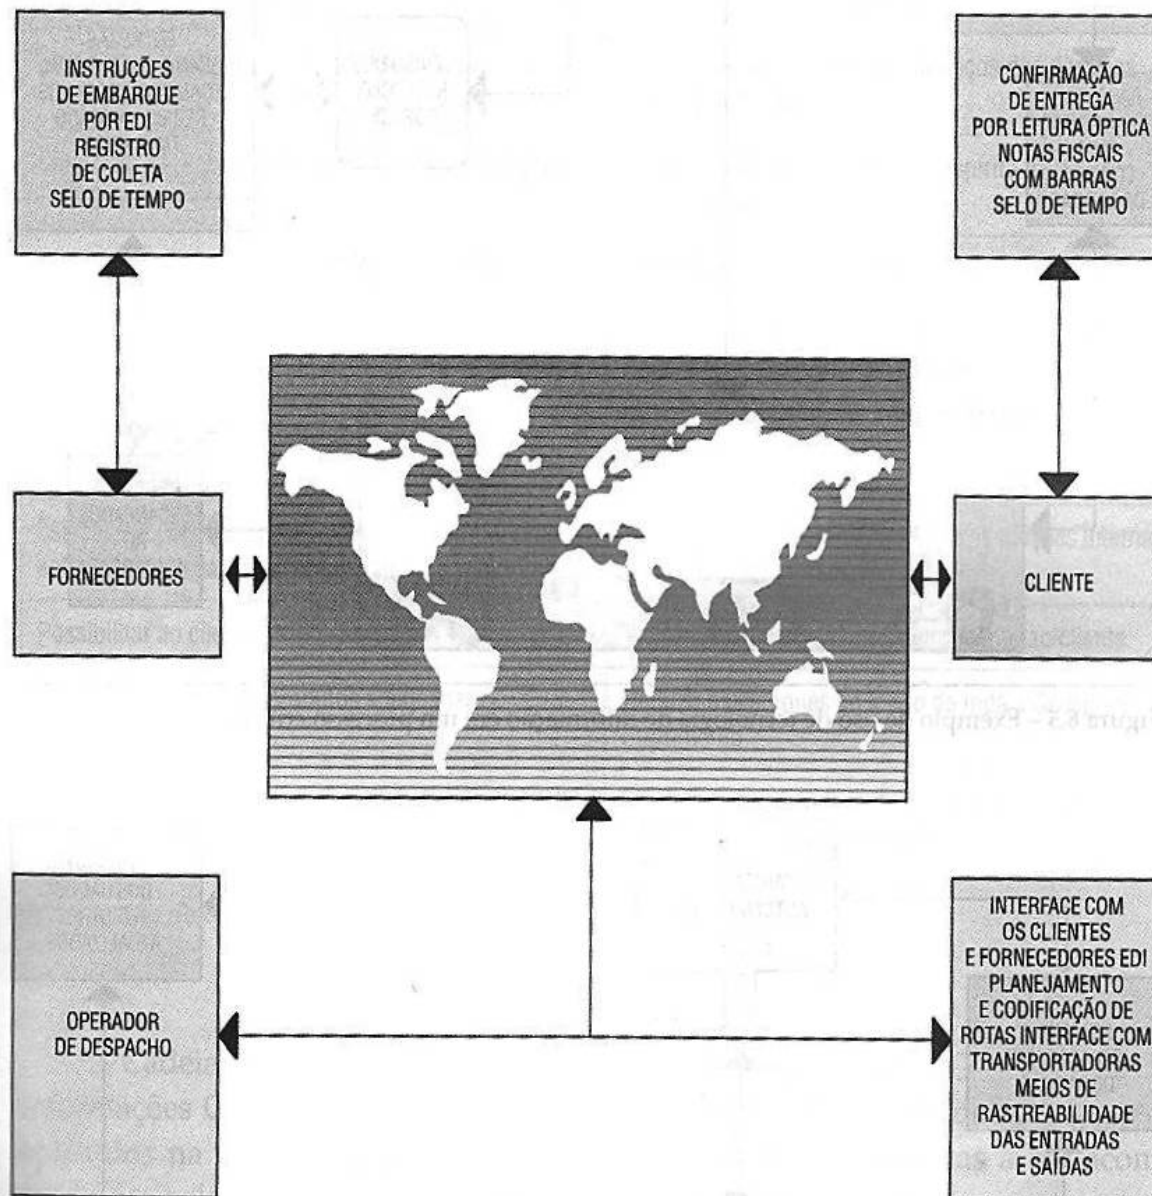 INSTRUÇÕES
DE EMBARQUE
POR EDI
REGISTRO
DE COLETA
SELO DE TEMPO
CONFIRMAÇÃO
DE ENTREGA
POR LEITURA ÓPTICA
NOTAS FISCAIS
COM BARRAS
SELO DE TEMPO
FORNECEDORES
CLIENTE
OPERADOR
DE DESPACHO
INTERFACE COM
OS CLIENTES
E FORNECEDORES EDI
PLANEJAMENTO
E CODIFICAÇÃO DE
ROTAS INTERFACE COM
TRANSPORTADORAS
MEIOS DE
RASTREABILIDADE
DAS ENTRADAS
E SAÍDAS